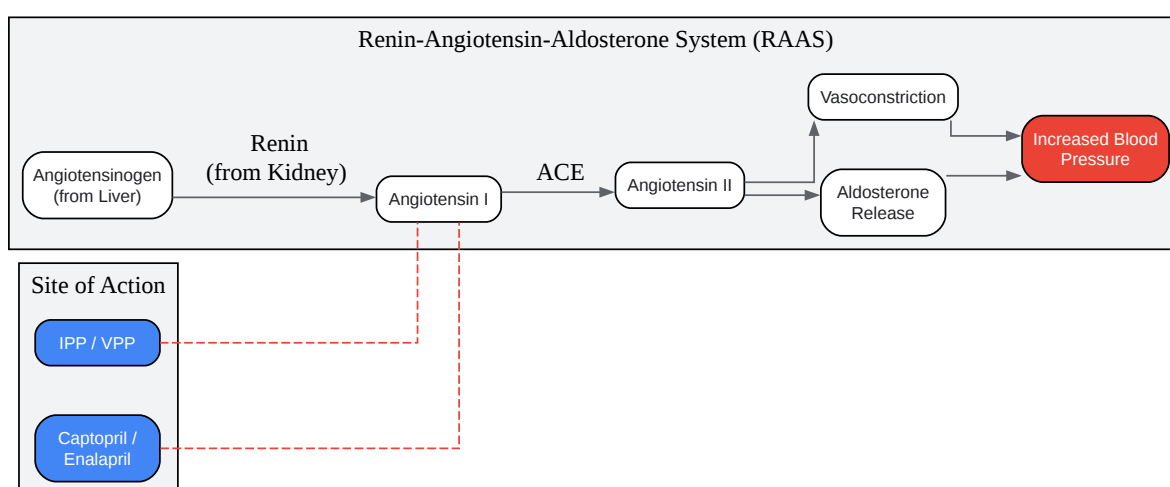 Renin-Angiotensin-Aldosterone System (RAAS)
Vasoconstriction
Increased Blood
Pressure
Renin
(from Kidney)
Angiotensinogen
(from Liver)
ACE
Angiotensin I
Angiotensin II
Aldosterone
Release
Site of Action
IPP / VPP
Captopril /
Enalapril